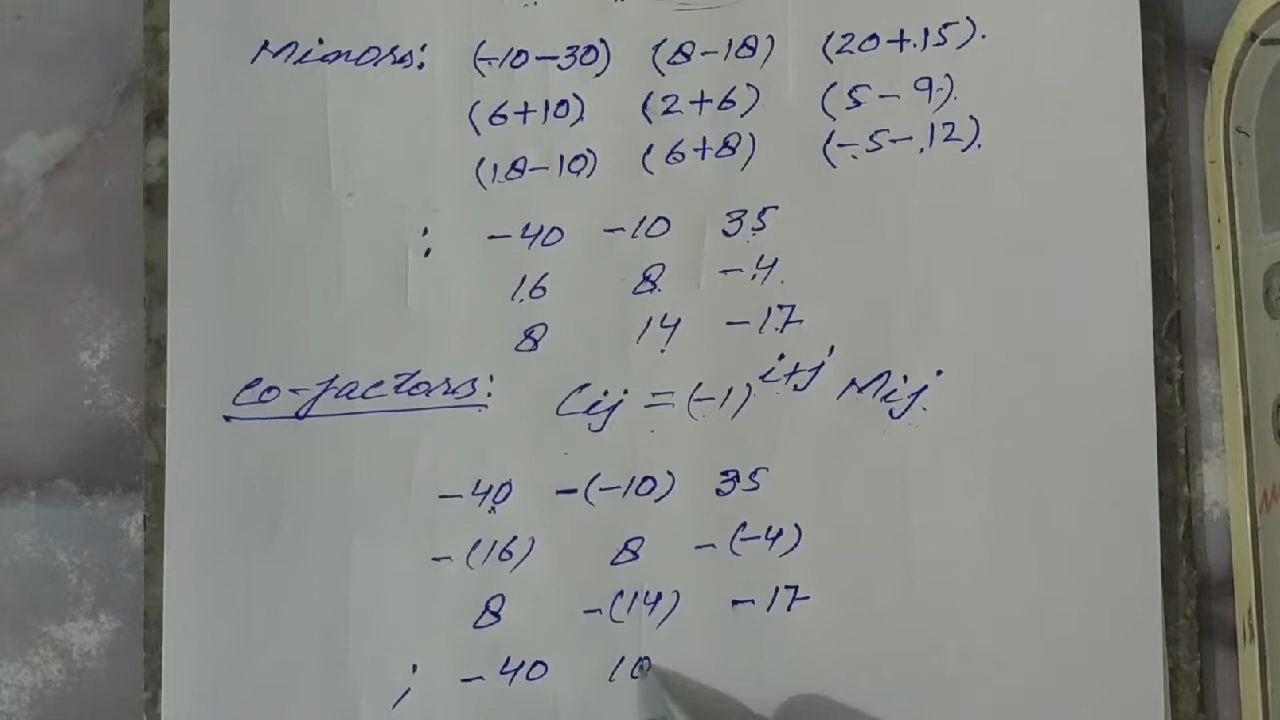 Minors: (-10-30) (8-18) (20+15).
(6+10) (2+6) (5-9).
(18-10) (6+8) (-5-12).
: -40 -10 35
16 8 -4
8 14 -17
Co-factors: Cij = (-1)^i+j Mij.
-40 -(-10) 35
-(16) 8 -(-4)
8 -(14) -17
; -40 10